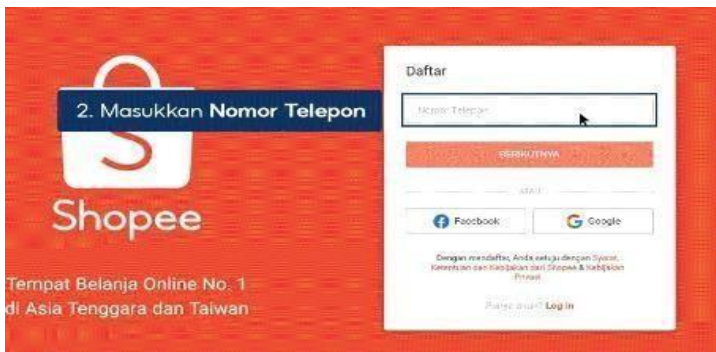 Daftar
2. Masukkan Nomor Telepon
Nomor Telepon
BERIKUTNYA
ATAU
Facebook
Google
Shopee
Dengan mendaftar, Anda setuju dengan Syarat,
Ketentuan dan Kebijakan dari Shopee & Kebijakan
Privasi
Tempat Belanja Online No. 1
di Asia Tenggara dan Taiwan
Log in